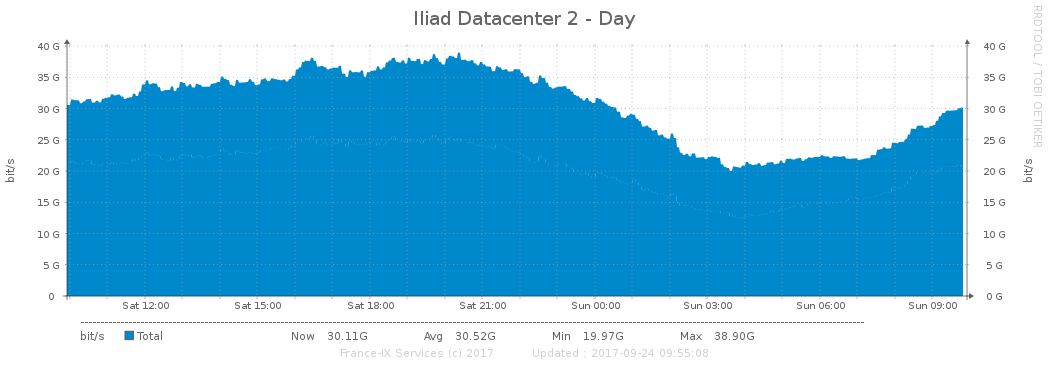 Iliad Datacenter 2 - Day
RRDTOOL / TOBI OETIKER
bit/s
bit/s
40 G 40 G
35 G 35 G
30 G 30 G
25 G 25 G
20 G 20 G
15 G 15 G
10 G 10 G
5 G 5 G
0 0 G
Sat 12:00 Sat 15:00 Sat 18:00 Sat 21:00 Sun 00:00 Sun 03:00 Sun 06:00 Sun 09:00
bit/s Total Now 30.11G Avg 30.52G Min 19.97G Max 38.90G
France-IX Services (c) 2017 Updated : 2017-09-24 09:55:08